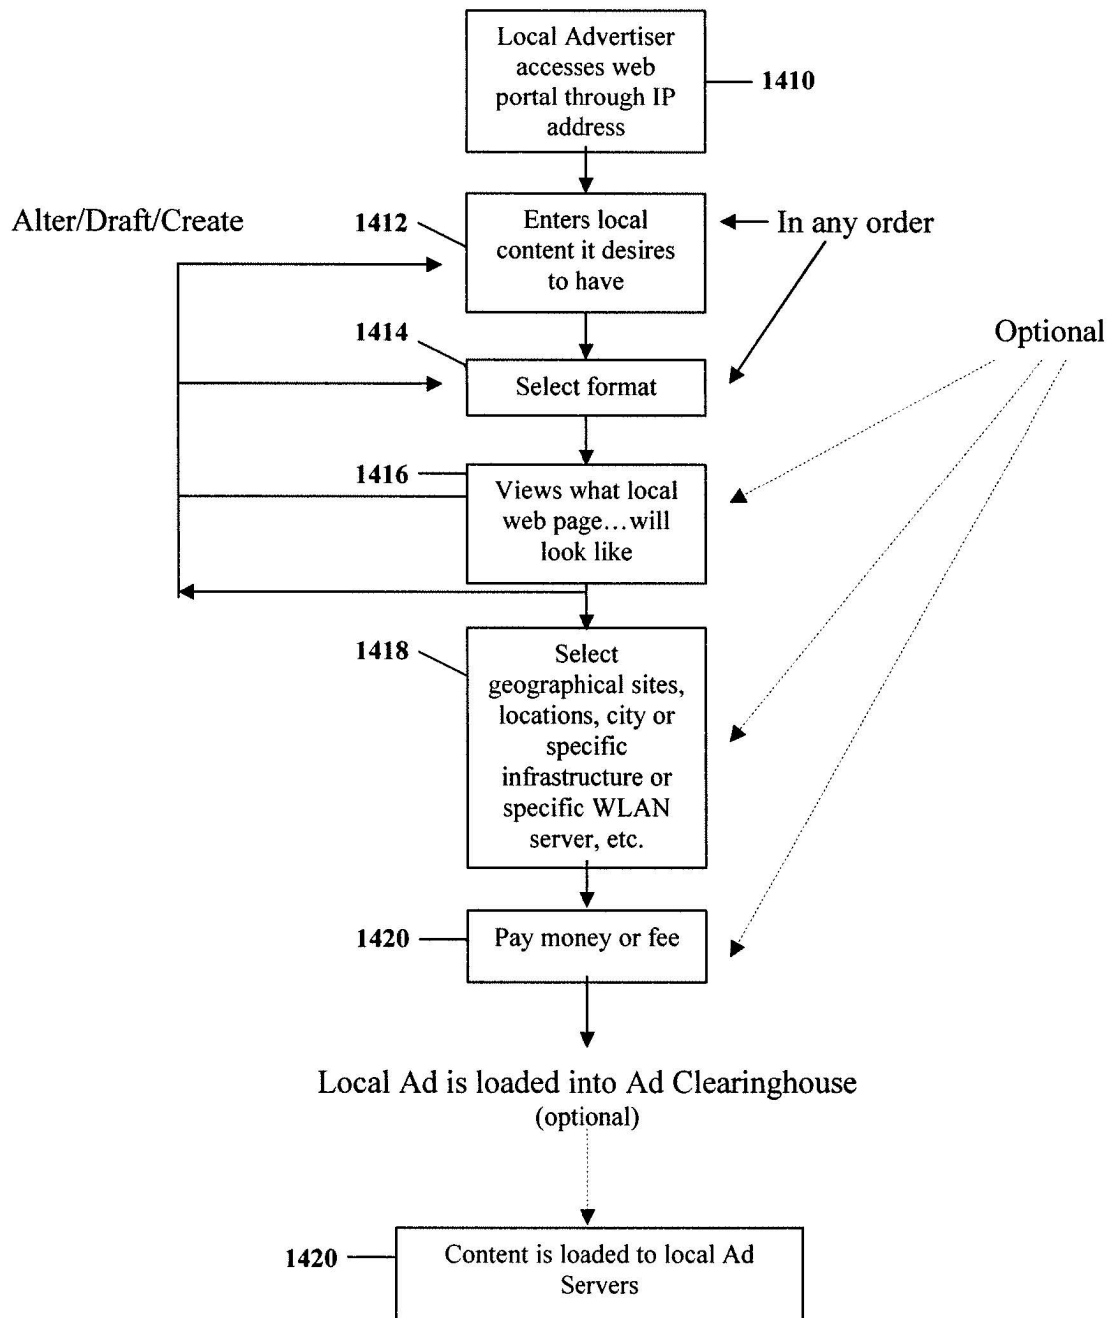 Local Advertiser
accesses web
portal through IP
address
1410
Alter/Draft/Create
1412
Enters local
content it desires
to have
In any order
1414
Select format
Optional
1416
Views what local
web page…will
look like
1418
Select
geographical sites,
locations, city or
specific
infrastructure or
specific WLAN
server, etc.
1420
Pay money or fee
Local Ad is loaded into Ad Clearinghouse
(optional)
1420
Content is loaded to local Ad
Servers